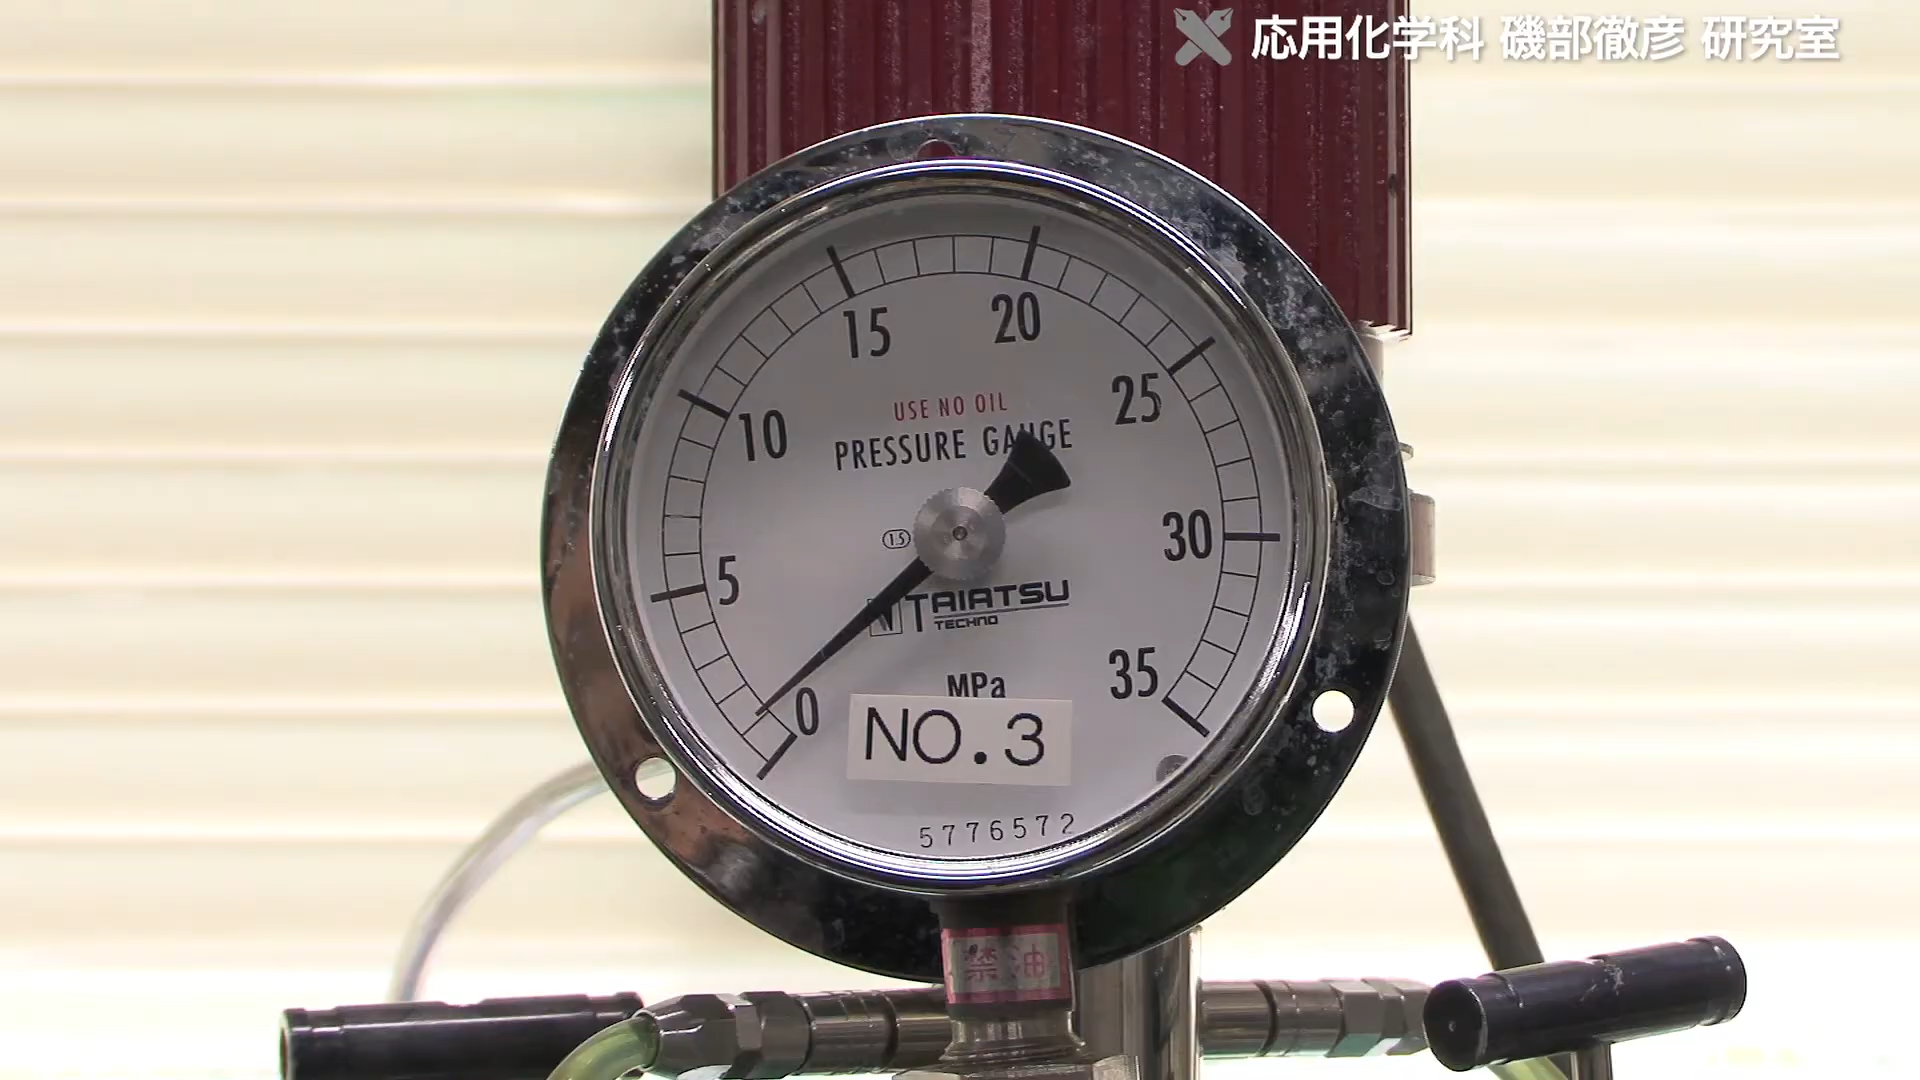 応用化学科 磯部徹彦 研究室
15 20
10 25
USE NO OIL
PRESSURE GAUGE
1.5
5 30
TAIATSU
TECHNO
0 35
MPa
NO.3
5776572
禁油